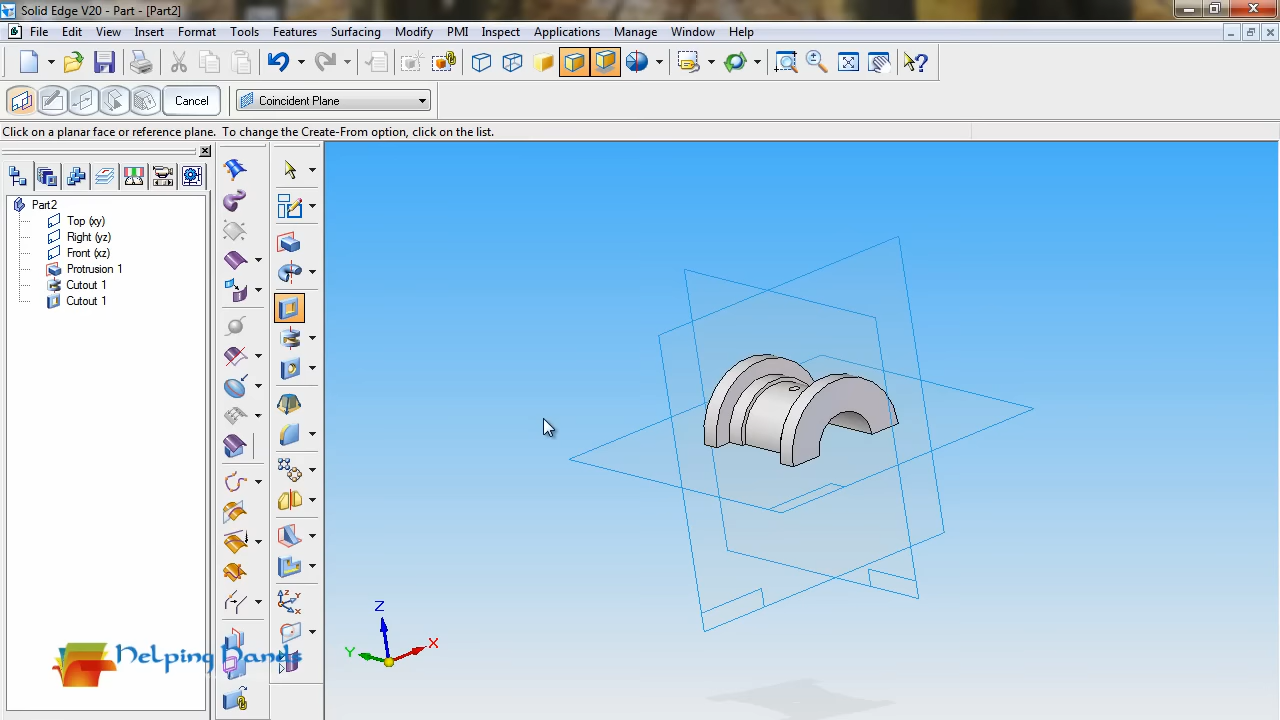 Solid Edge V20 - Part - [Part2]
File Edit View Insert Format Tools Features Surfacing Modify PMI Inspect Applications Manage Window Help
Cancel Coincident Plane
Click on a planar face or reference plane. To change the Create-From option, click on the list.
Part2
Top (xy)
Right (yz)
Front (xz)
Protrusion 1
Cutout 1
Cutout 1
Z
Y
X
Helping Hands